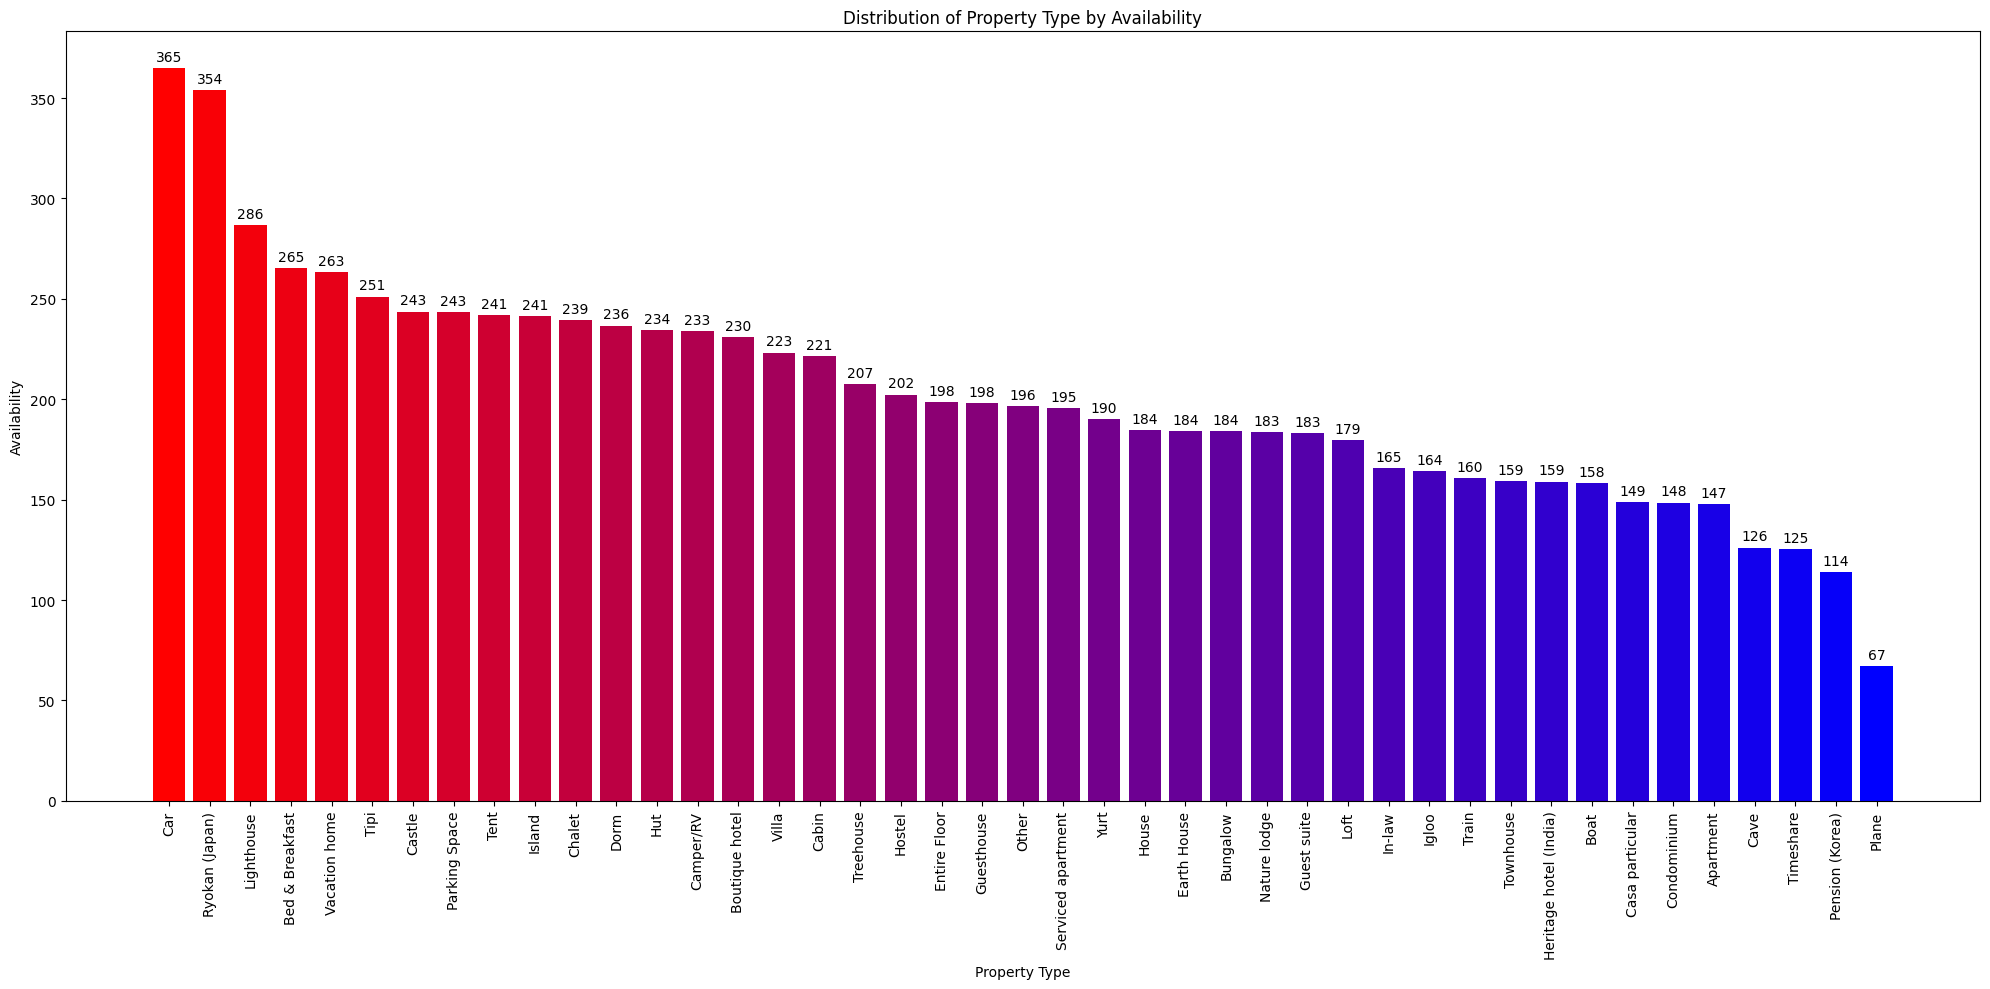 Distribution of Property Type by Availability
Availability
350
300
250
200
150
100
50
0
365
354
286
265
263
251
243
243
241
241
239
236
234
233
230
223
221
207
202
198
198
196
195
190
184
184
184
183
183
179
165
164
160
159
159
158
149
148
147
126
125
114
67
Car
Ryokan (Japan)
Lighthouse
Bed & Breakfast
Vacation home
Tipi
Castle
Parking Space
Tent
Island
Chalet
Dorm
Hut
Camper/RV
Boutique hotel
Villa
Cabin
Treehouse
Hostel
Entire Floor
Guesthouse
Other
Serviced apartment
Yurt
House
Earth House
Bungalow
Nature lodge
Guest suite
Loft
In-law
Igloo
Train
Townhouse
Heritage hotel (India)
Boat
Casa particular
Condominium
Apartment
Cave
Timeshare
Pension (Korea)
Plane
Property Type